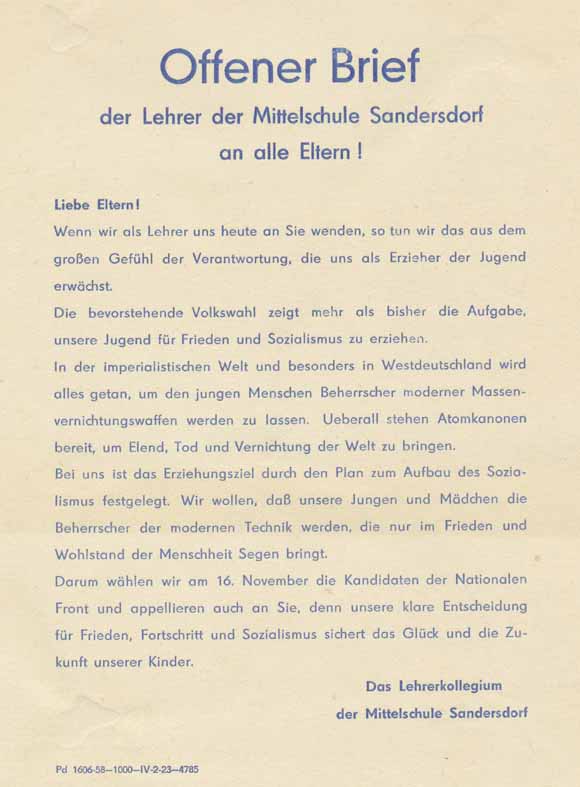 Offener Brief
der Lehrer der Mittelschule Sandersdorf
an alle Eltern !
Liebe Eltern!
Wenn wir als Lehrer uns heute an Sie wenden, so tun wir das aus dem
großen Gefühl der Verantwortung, die uns als Erzieher der Jugend
erwächst.
Die bevorstehende Volkswahl zeigt mehr als bisher die Aufgabe,
unsere Jugend für Frieden und Sozialismus zu erziehen.
In der imperialistischen Welt und besonders in Westdeutschland wird
alles getan, um den jungen Menschen Beherrscher moderner Massen-
vernichtungswaffen werden zu lassen. Ueberall stehen Atomkanonen
bereit, um Elend, Tod und Vernichtung der Welt zu bringen.
Bei uns ist das Erziehungsziel durch den Plan zum Aufbau des Sozia-
lismus festgelegt. Wir wollen, daß unsere Jungen und Mädchen die
Beherrscher der modernen Technik werden, die nur im Frieden und
Wohlstand der Menschheit Segen bringt.
Darum wählen wir am 16. November die Kandidaten der Nationalen
Front und appellieren auch an Sie, denn unsere klare Entscheidung
für Frieden, Fortschritt und Sozialismus sichert das Glück und die Zu-
kunft unserer Kinder.
Das Lehrerkollegium
der Mittelschule Sandersdorf
Pd 1606-58—1000—IV-2-23—4785